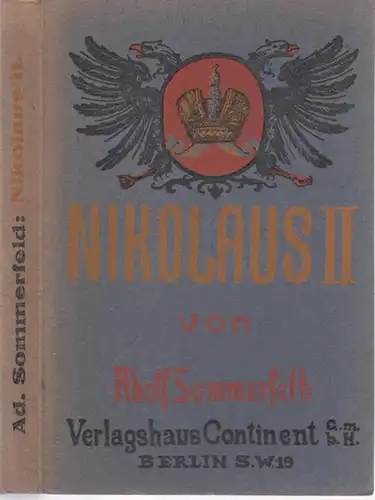 Ad. Sommerfeld: Nikolaus II.
NIKOLAUS II
von
Adolf Sommerfeld
Verlagshaus Continent G.m.b.H.
BERLIN S.W.19